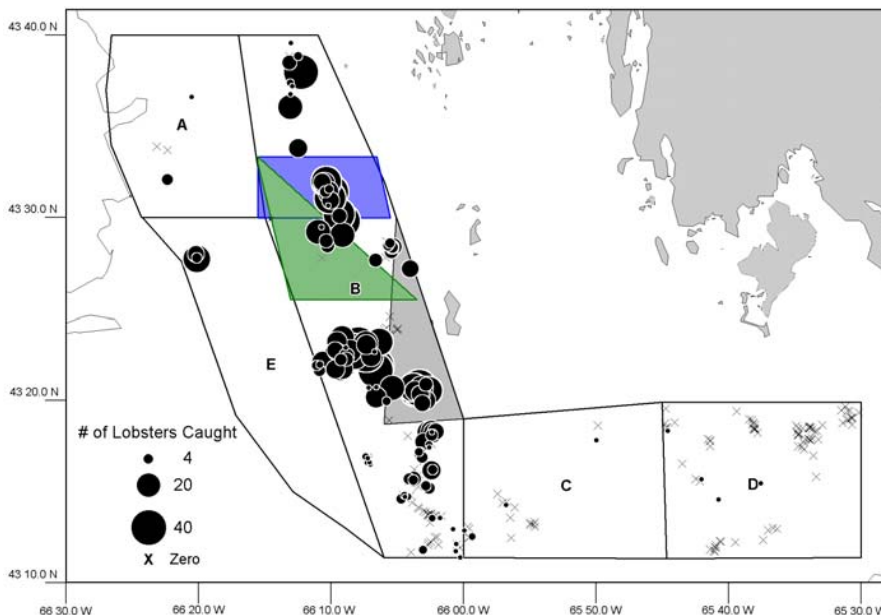 43 40.0 N
A
43 30.0 N
B
E
43 20.0 N
# of Lobsters Caught
4
20
40
X Zero
C
D
43 10.0 N
66 30.0 W
66 20.0 W
66 10.0 W
66 00.0 W
65 50.0 W
65 40.0 W
65 30.0 W